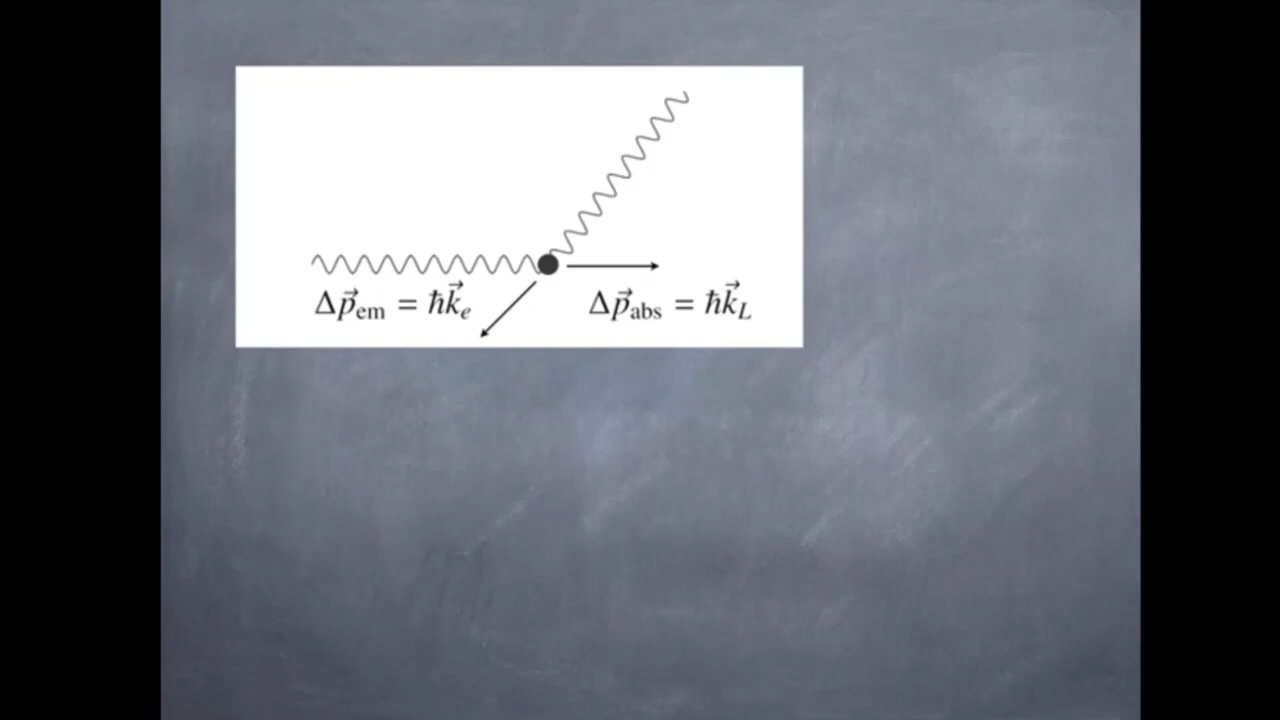 Δp⃗em = ħk⃗e
Δp⃗abs = ħk⃗L